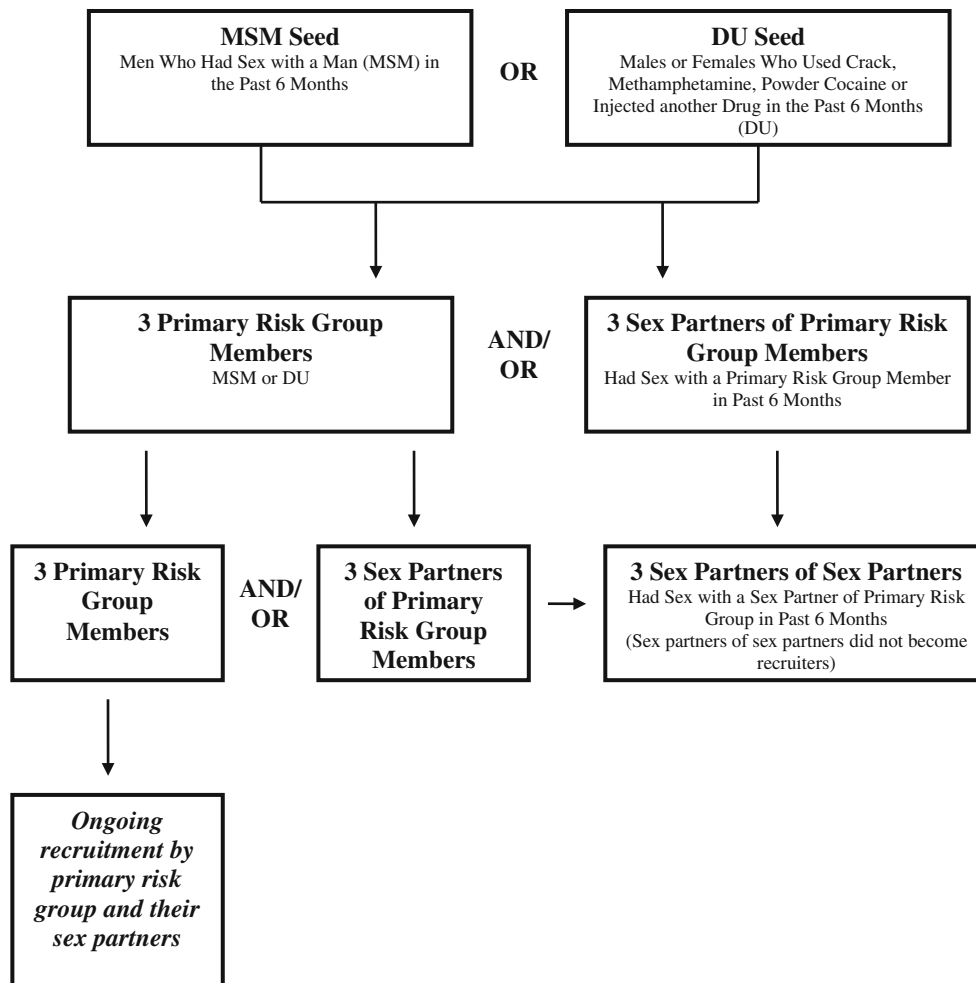 MSM Seed
Men Who Had Sex with a Man (MSM) in
the Past 6 Months
OR
DU Seed
Males or Females Who Used Crack,
Methamphetamine, Powder Cocaine or
Injected another Drug in the Past 6 Months
(DU)
3 Primary Risk Group
Members
MSM or DU
AND/
OR
3 Sex Partners of Primary Risk
Group Members
Had Sex with a Primary Risk Group Member
in Past 6 Months
3 Primary Risk
Group
Members
AND/
OR
3 Sex Partners
of Primary
Risk Group
Members
3 Sex Partners of Sex Partners
Had Sex with a Sex Partner of Primary Risk
Group in Past 6 Months
(Sex partners of sex partners did not become
recruiters)
Ongoing
recruitment by
primary risk
group and their
sex partners